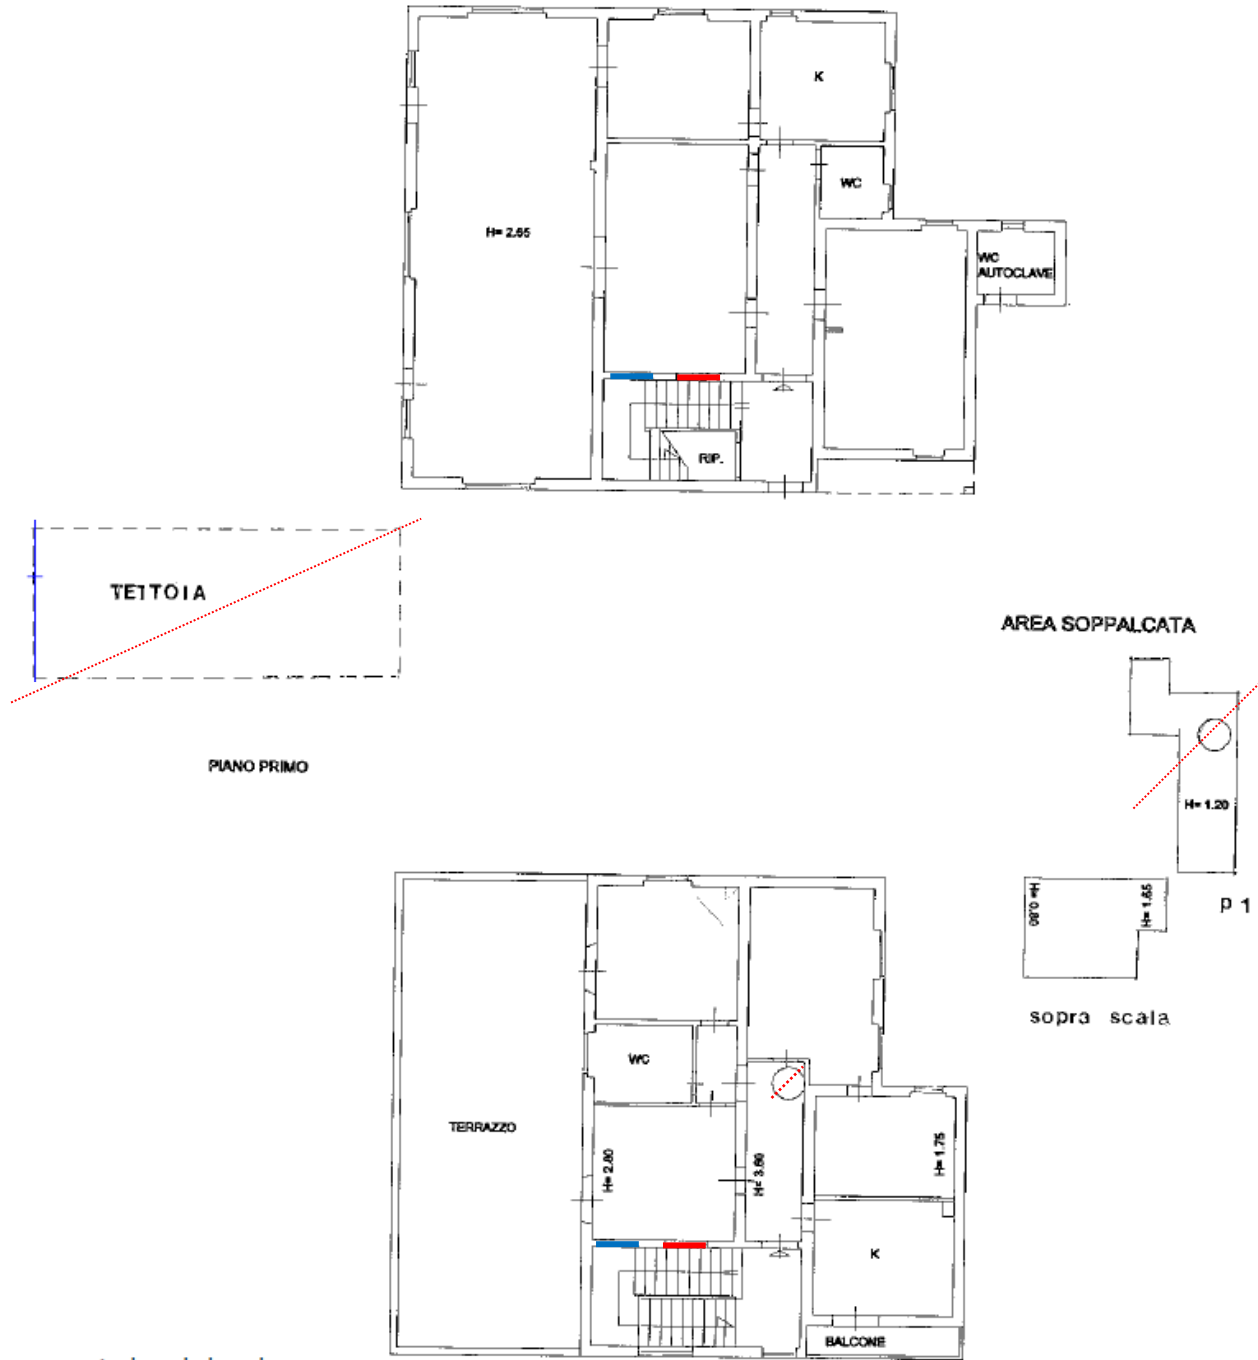 K
WC
H= 2.65
WC
AUTOCLAVE
RIP.
TETTOIA
AREA SOPPALCATA
PIANO PRIMO
H= 1.20
H= 0.80
H= 1.65
p 1
sopra scala
WC
TERRAZZO
H= 2.80
H= 3.60
H= 1.75
K
BALCONE